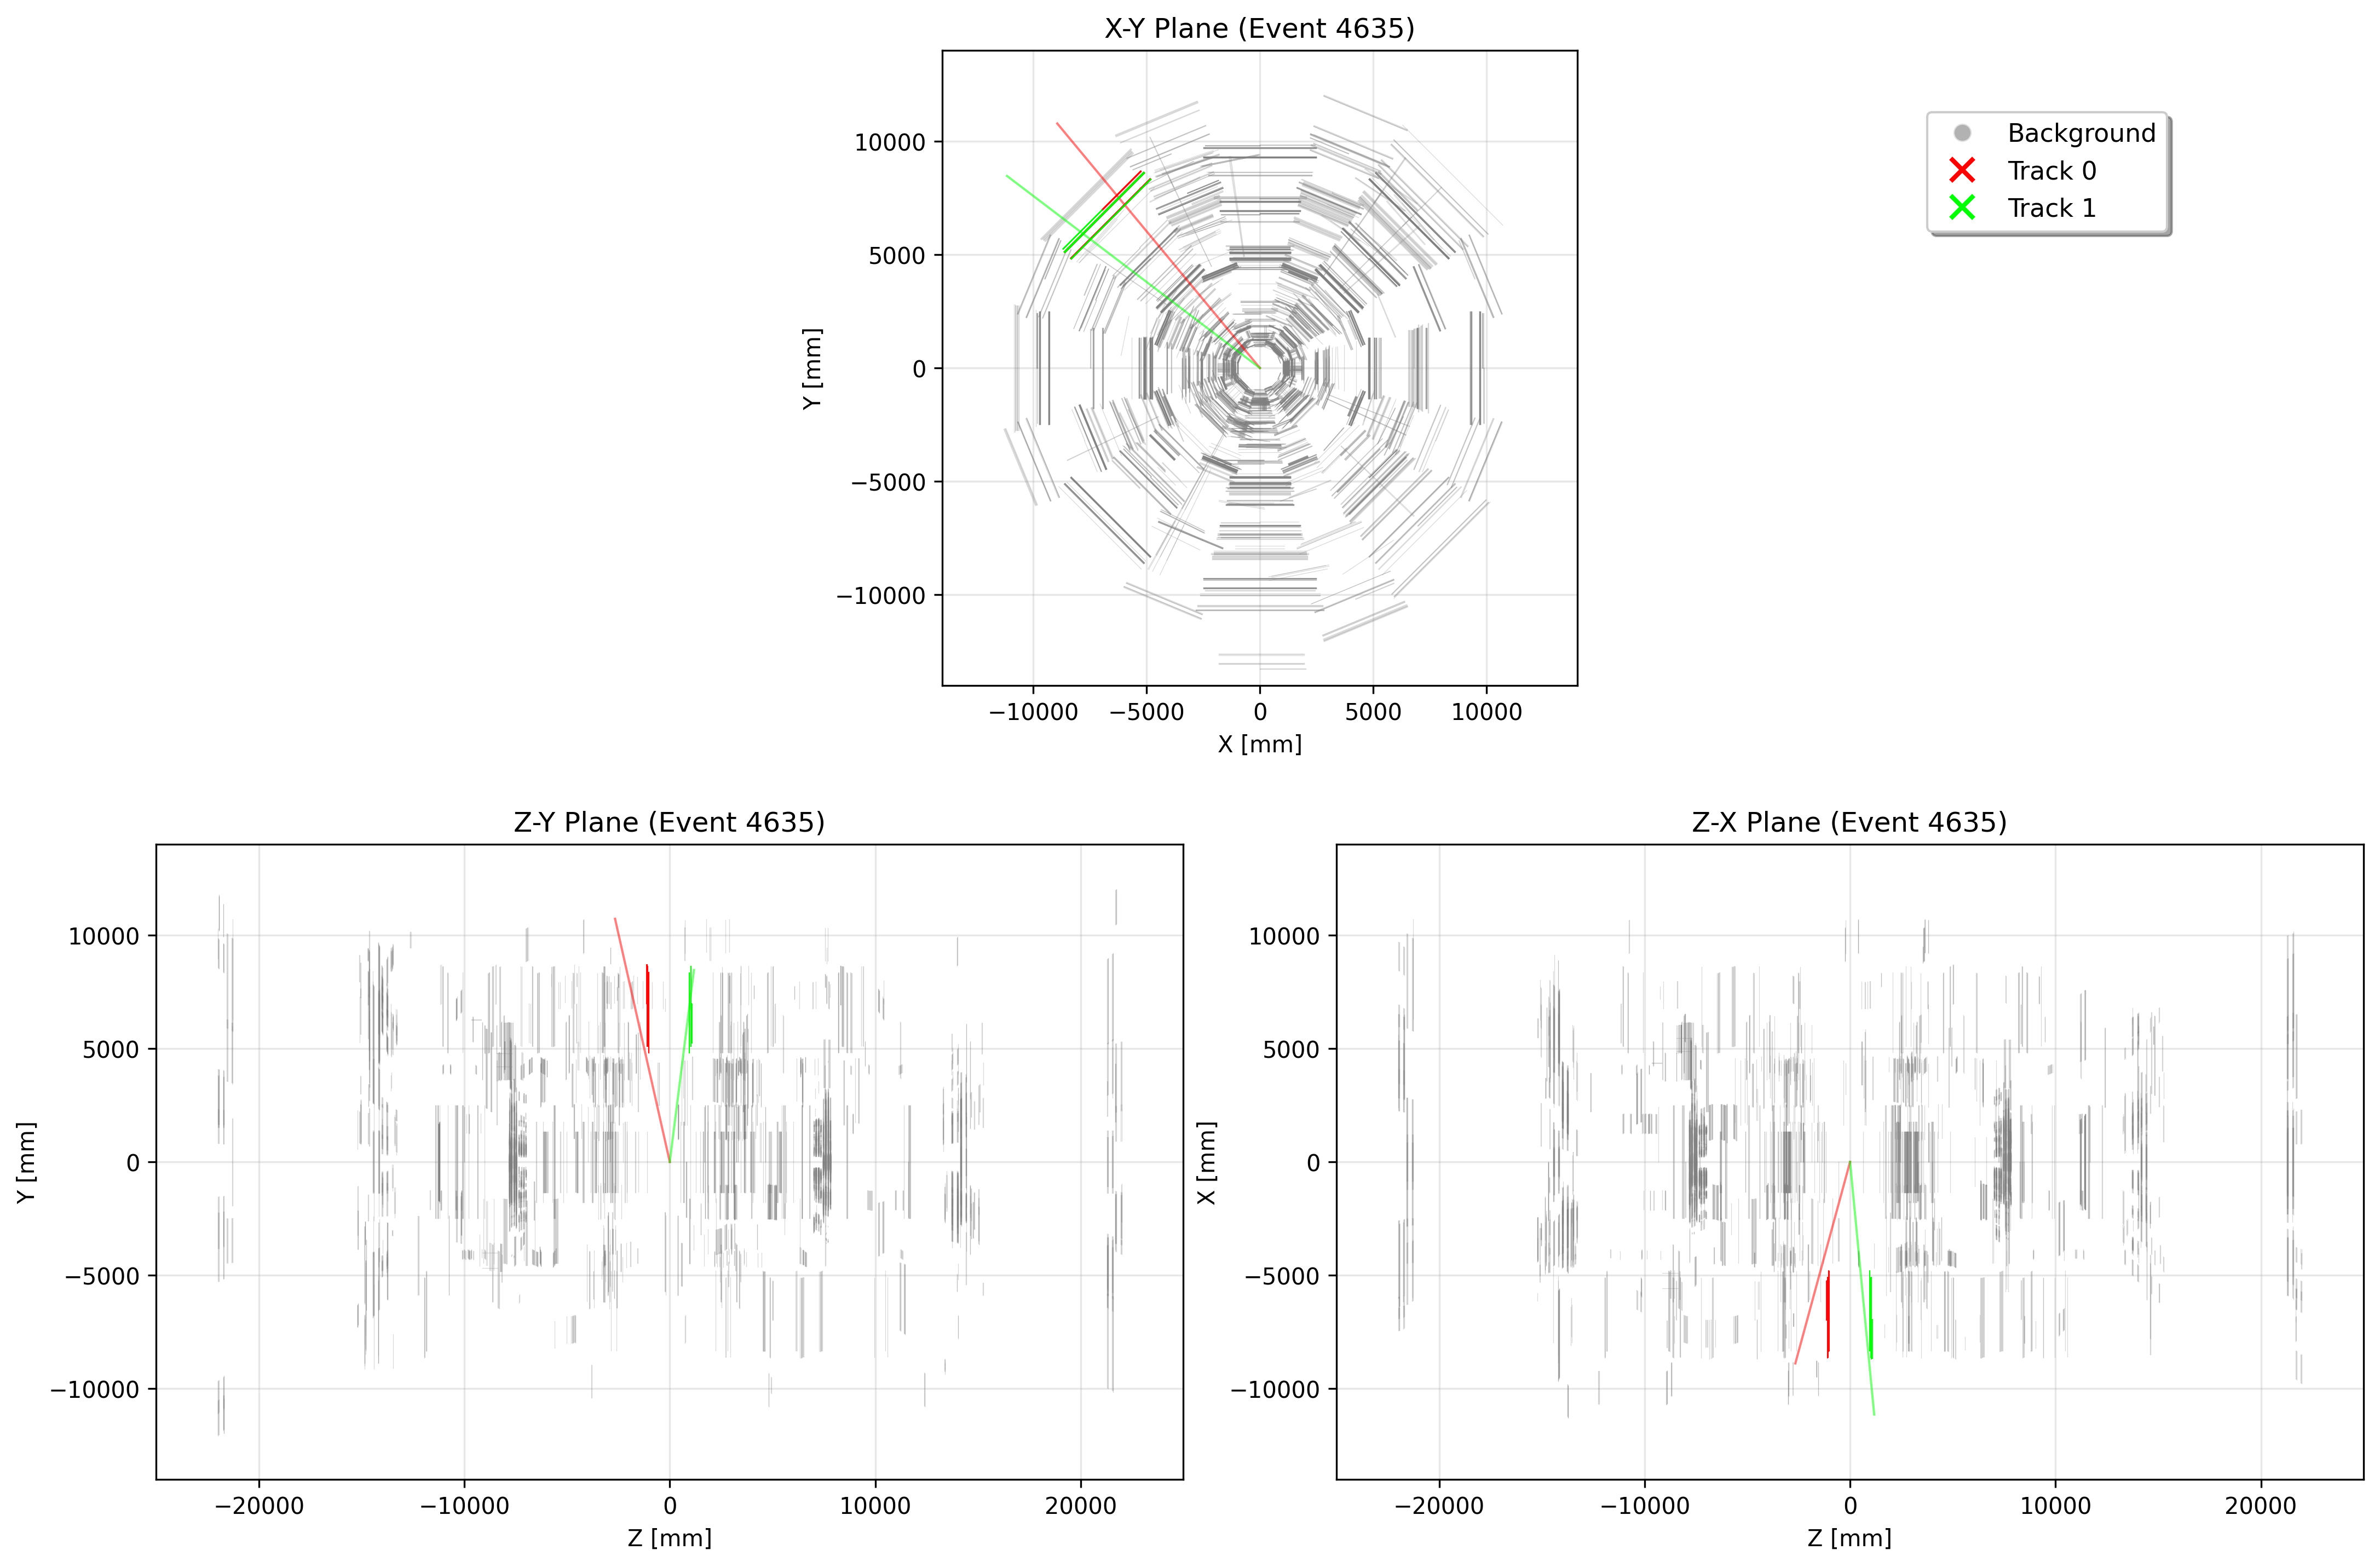 X-Y Plane (Event 4635)
Background
Track 0
Track 1
10000
5000
0
−5000
−10000
Y [mm]
−10000 −5000 0 5000 10000
X [mm]
Z-Y Plane (Event 4635)
10000
5000
0
−5000
−10000
Y [mm]
−20000 −10000 0 10000 20000
Z [mm]
Z-X Plane (Event 4635)
10000
5000
0
−5000
−10000
X [mm]
−20000 −10000 0 10000 20000
Z [mm]